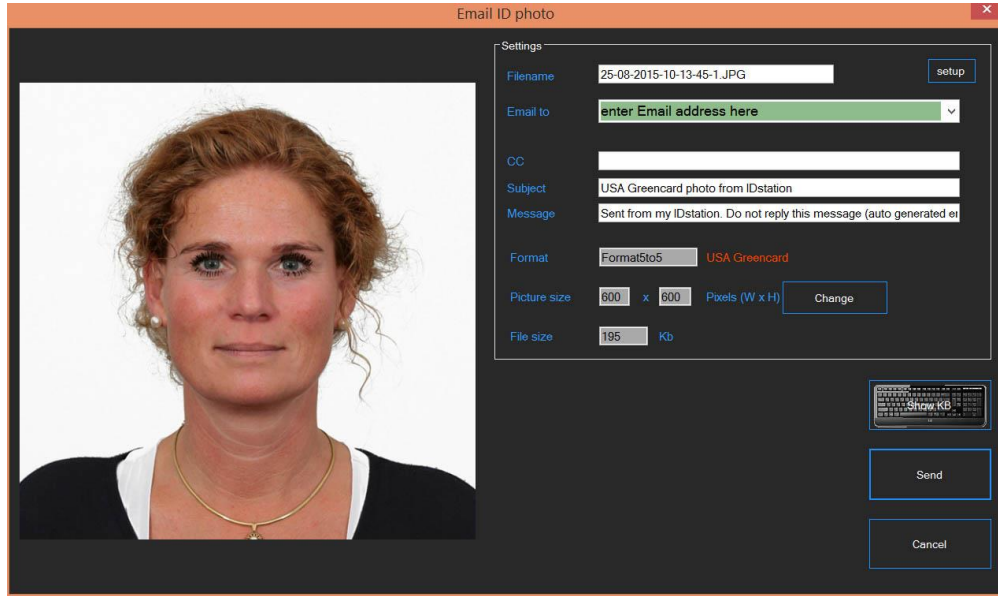 Email ID photo
Settings
Filename 25-08-2015-10-13-45-1.JPG setup
Email to enter Email address here
CC
Subject USA Greencard photo from IDstation
Message Sent from my IDstation. Do not reply this message (auto generated er
Format Format5to5 USA Greencard
Picture size 600 x 600 Pixels (W x H) Change
File size 195 Kb
Show KB
Send
Cancel